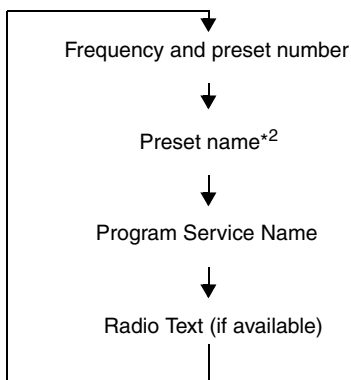 Frequency and preset number
Preset name*2
Program Service Name
Radio Text (if available)